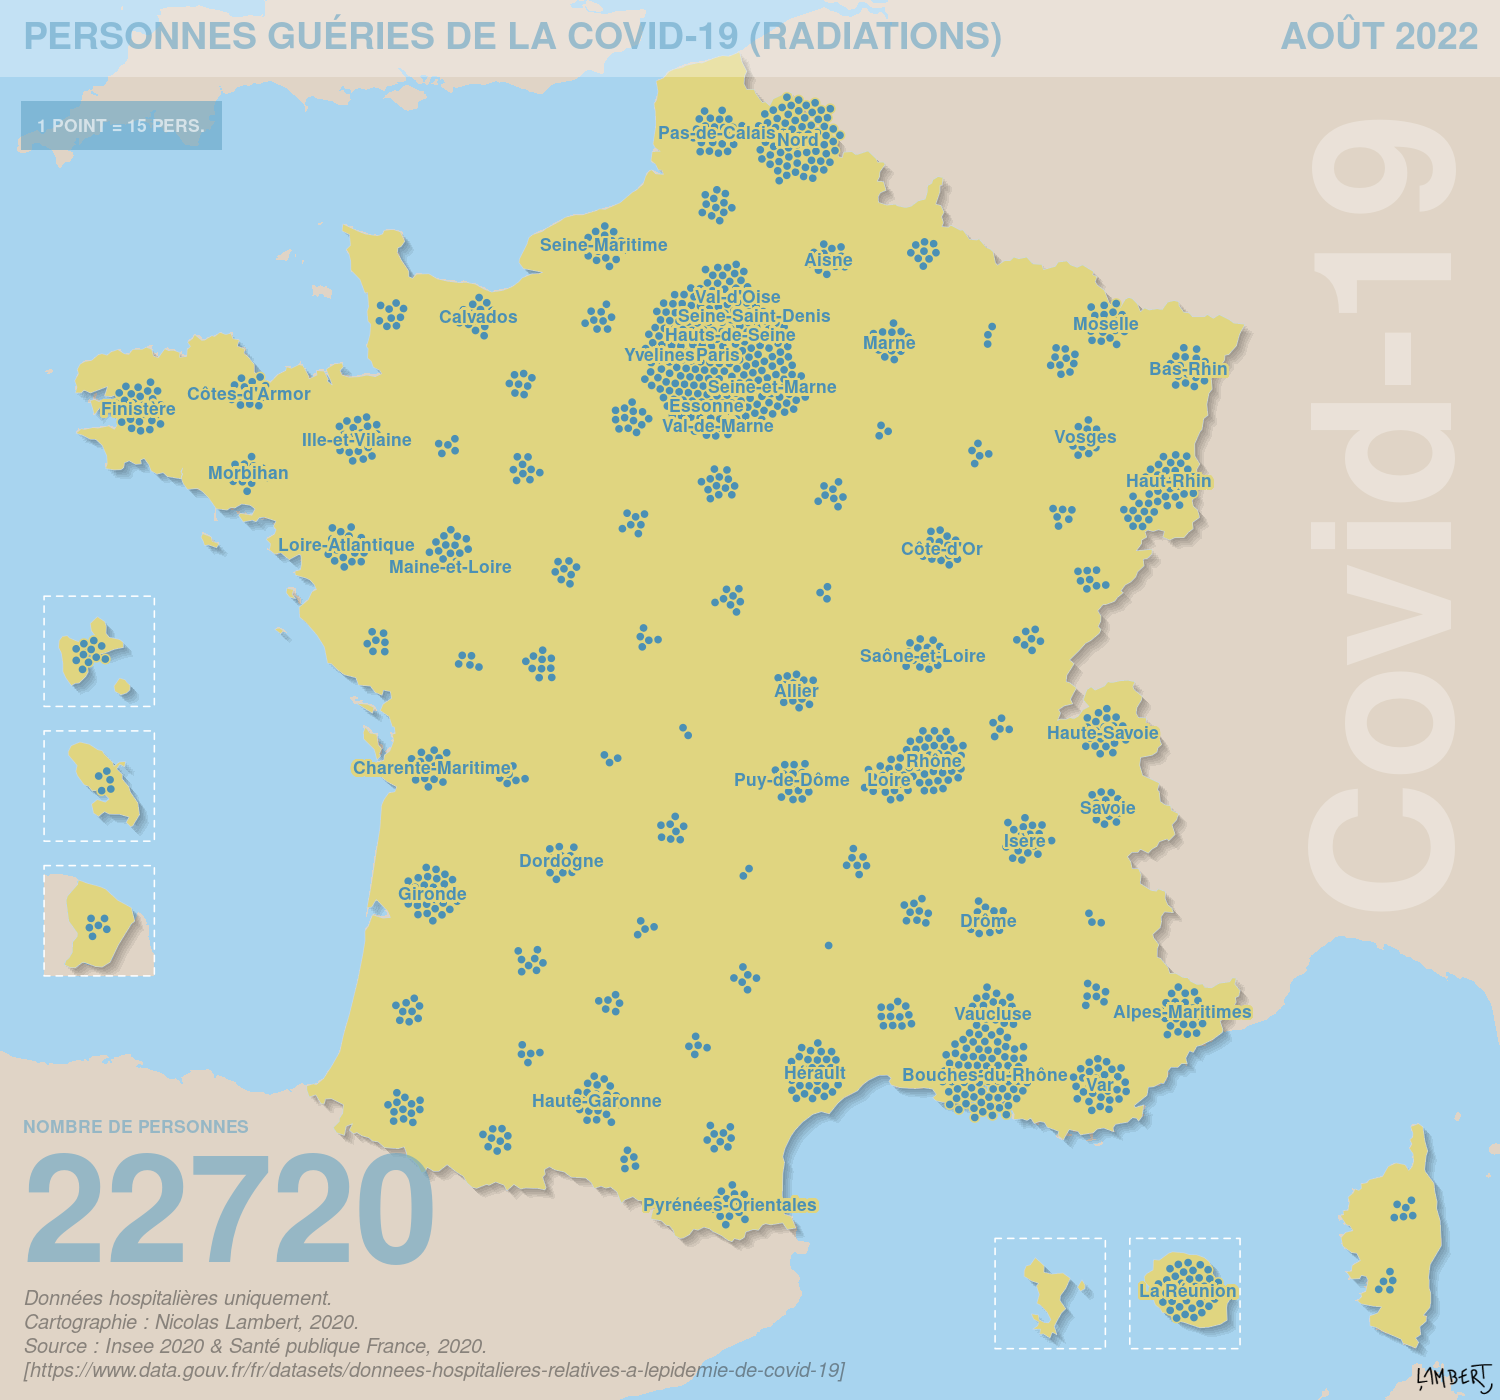 PERSONNES GUÉRIES DE LA COVID-19 (RADIATIONS)
AOÛT 2022
1 POINT = 15 PERS.
Covid-19
Pas-de-Calais
Nord
Seine-Maritime
Aisne
Val-d'Oise
Calvados
Seine-Saint-Denis
Moselle
Hauts-de-Seine
Marne
Yvelines
Paris
Bas-Rhin
Seine-et-Marne
Côtes-d'Armor
Essonne
Finistère
Val-de-Marne
Ille-et-Vilaine
Vosges
Morbihan
Haut-Rhin
Loire-Atlantique
Côte-d'Or
Maine-et-Loire
Saône-et-Loire
Allier
Haute-Savoie
Rhône
Charente-Maritime
Puy-de-Dôme
Loire
Savoie
Isère
Dordogne
Gironde
Drôme
Vaucluse
Alpes-Maritimes
Hérault
Bouches-du-Rhône
Var
Haute-Garonne
Pyrénées-Orientales
La Réunion
NOMBRE DE PERSONNES
22720
Données hospitalières uniquement.
Cartographie : Nicolas Lambert, 2020.
Source : Insee 2020 & Santé publique France, 2020.
[https://www.data.gouv.fr/fr/datasets/donnees-hospitalieres-relatives-a-lepidemie-de-covid-19]
LAMBERT